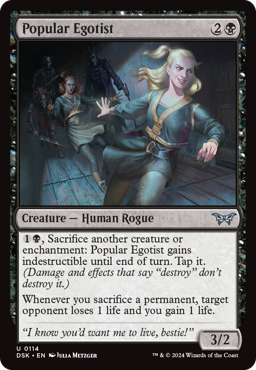 Popular Egotist 2
Creature — Human Rogue
1, Sacrifice another creature or
enchantment: Popular Egotist gains
indestructible until end of turn. Tap it.
(Damage and effects that say “destroy” don’t
destroy it.)
Whenever you sacrifice a permanent, target
opponent loses 1 life and you gain 1 life.
“I know you’d want me to live, bestie!”
3/2
U 0114
DSK • EN Julia Metzger
™ & © 2024 Wizards of the Coast